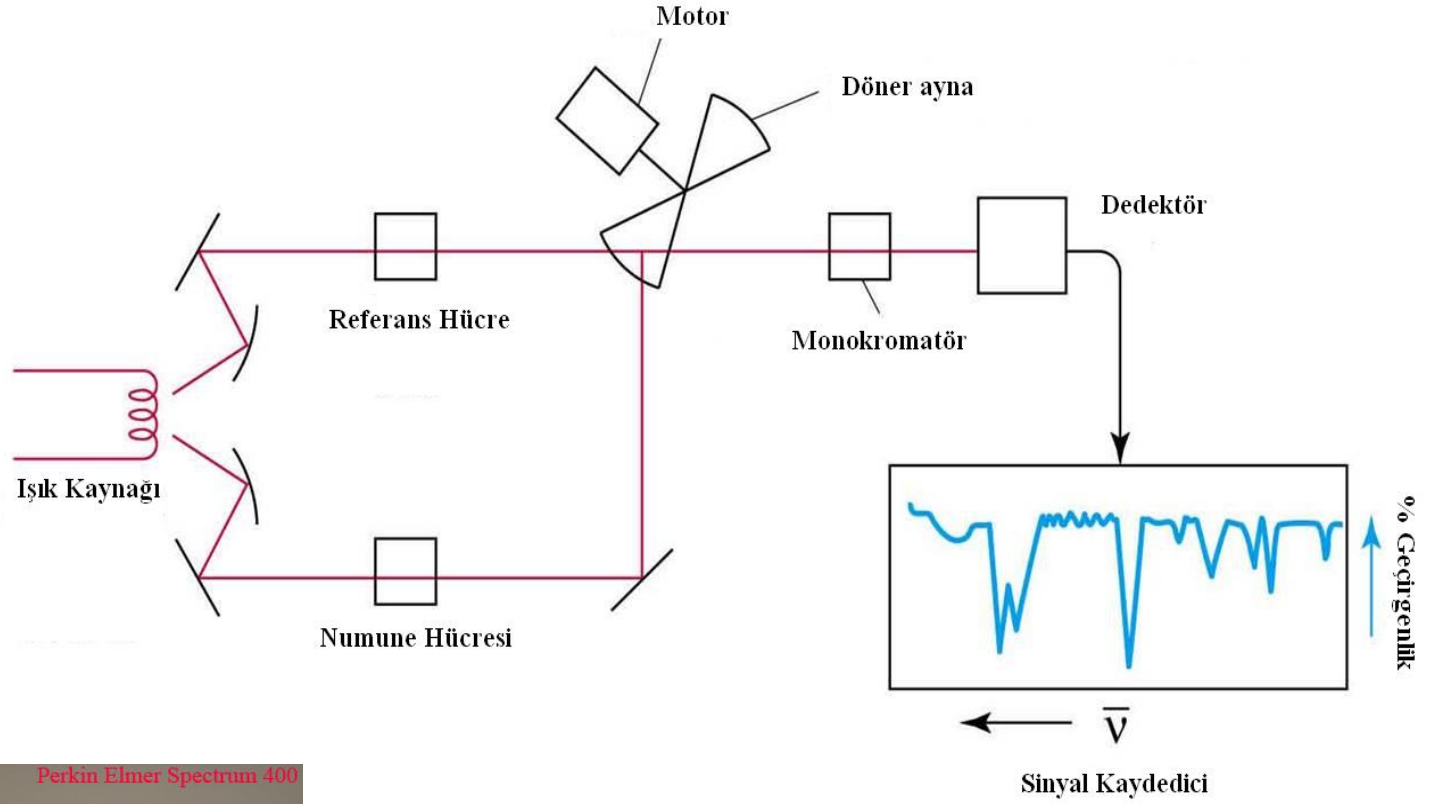 Motor
Döner ayna
Dedektör
Referans Hücre
Monokromatör
Işık Kaynağı
% Geçirgenlik
Numune Hücresi
ν̅
Perkin Elmer Spectrum 400
Sinyal Kaydedici